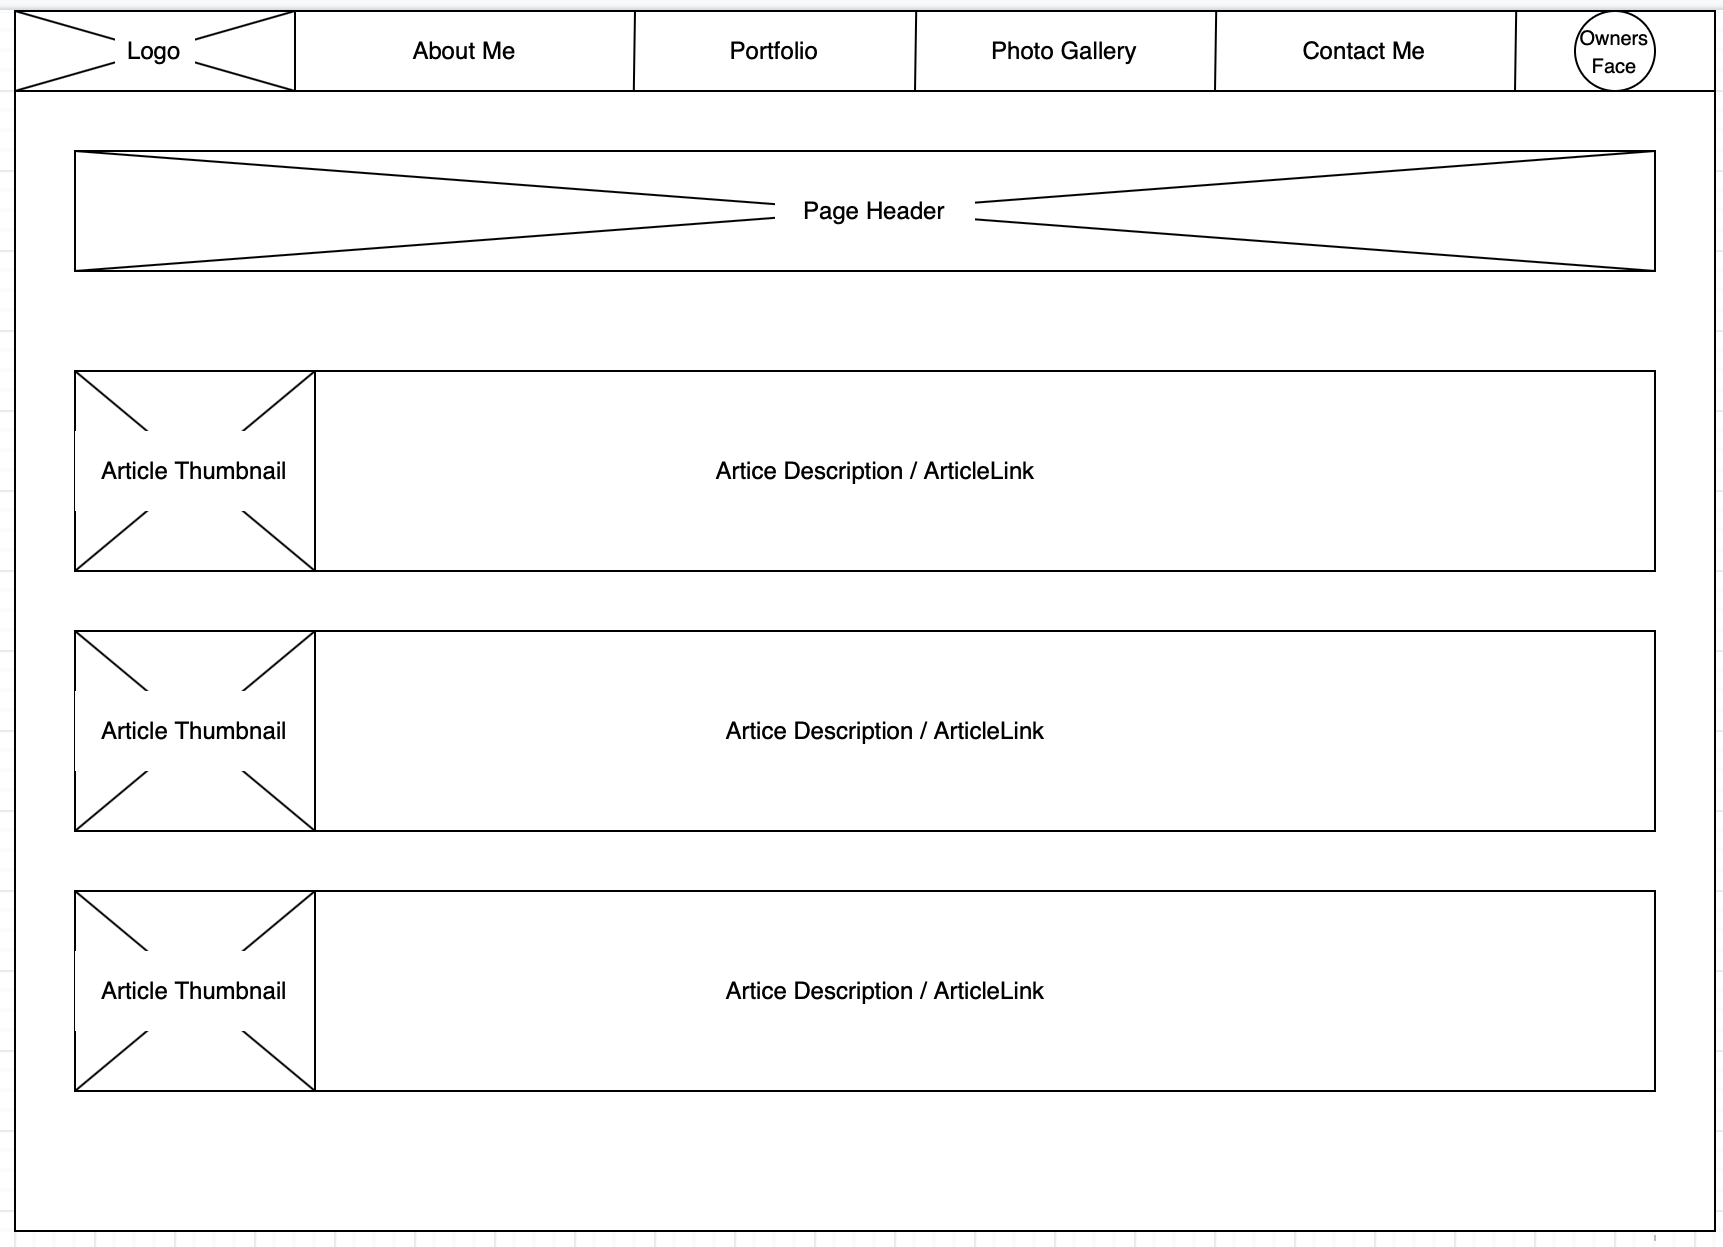 Logo
About Me
Portfolio
Photo Gallery
Contact Me
Owners
Face
Page Header
Article Thumbnail
Artice Description / ArticleLink
Article Thumbnail
Artice Description / ArticleLink
Article Thumbnail
Artice Description / ArticleLink